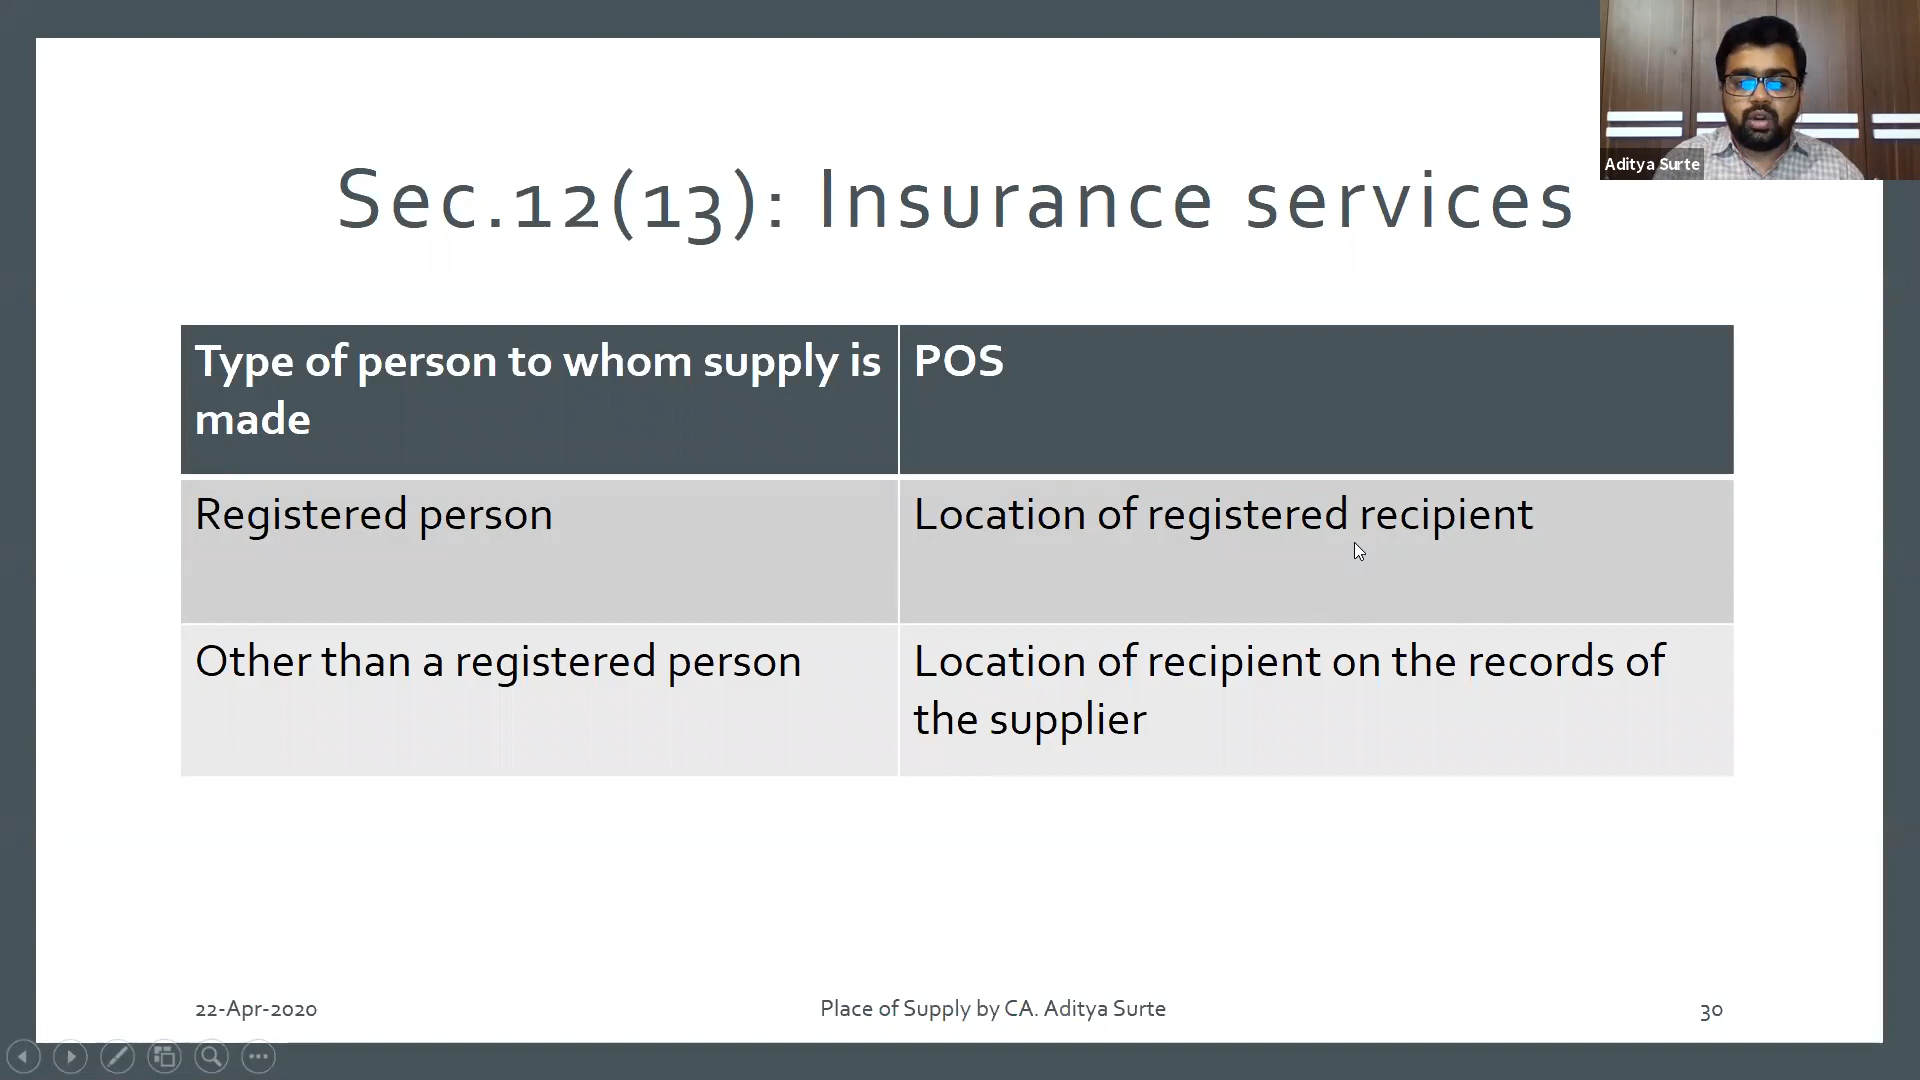 Aditya Surte
Sec.12(13): Insurance services
Type of person to whom supply is
made
POS
Registered person
Location of registered recipient
Other than a registered person
Location of recipient on the records of
the supplier
22-Apr-2020
Place of Supply by CA. Aditya Surte
30